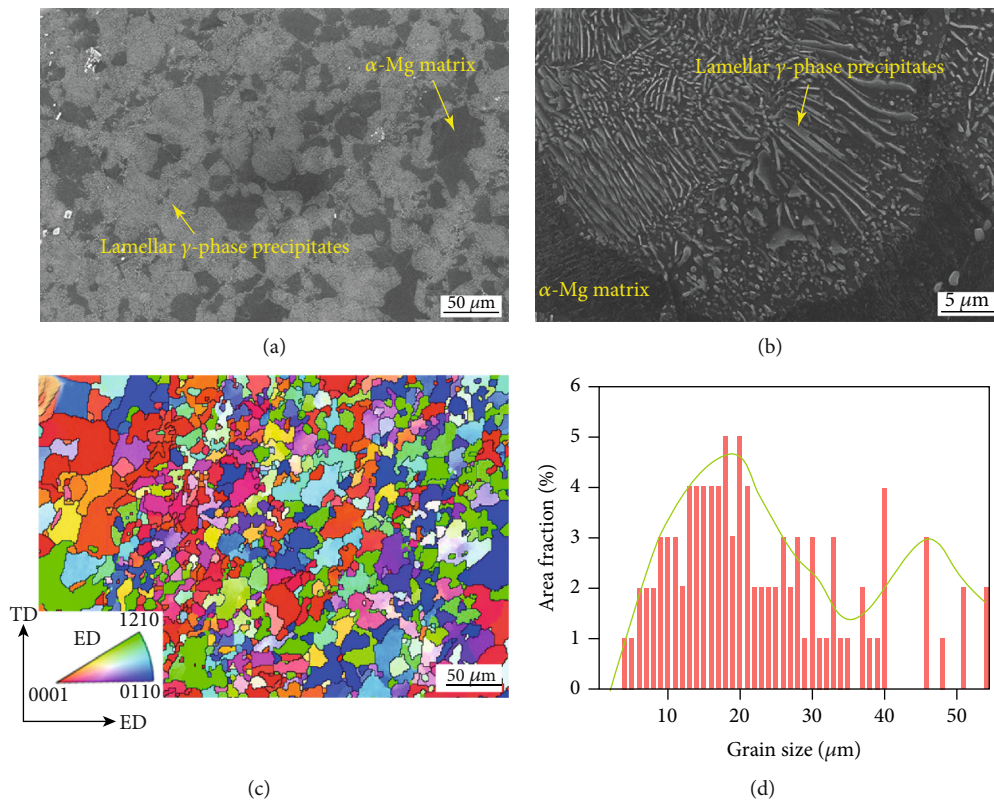 α-Mg matrix
Lamellar γ-phase precipitates
50 μm
(a)
Lamellar γ-phase precipitates
α-Mg matrix
5 μm
(b)
TD
ED
1210
0001
0110
ED
50 μm
(c)
Area fraction (%)
6
5
4
3
2
1
0
10 20 30 40 50
Grain size (μm)
(d)